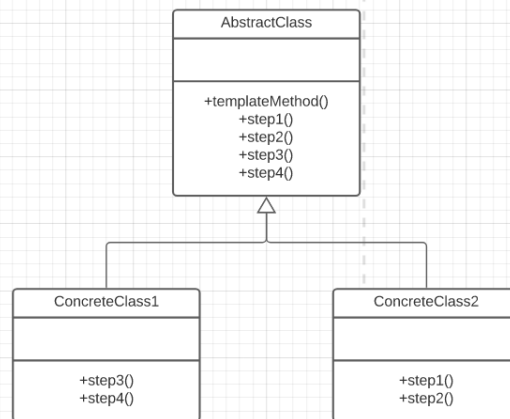 AbstractClass
+templateMethod()
+step1()
+step2()
+step3()
+step4()
ConcreteClass1
+step3()
+step4()
ConcreteClass2
+step1()
+step2()